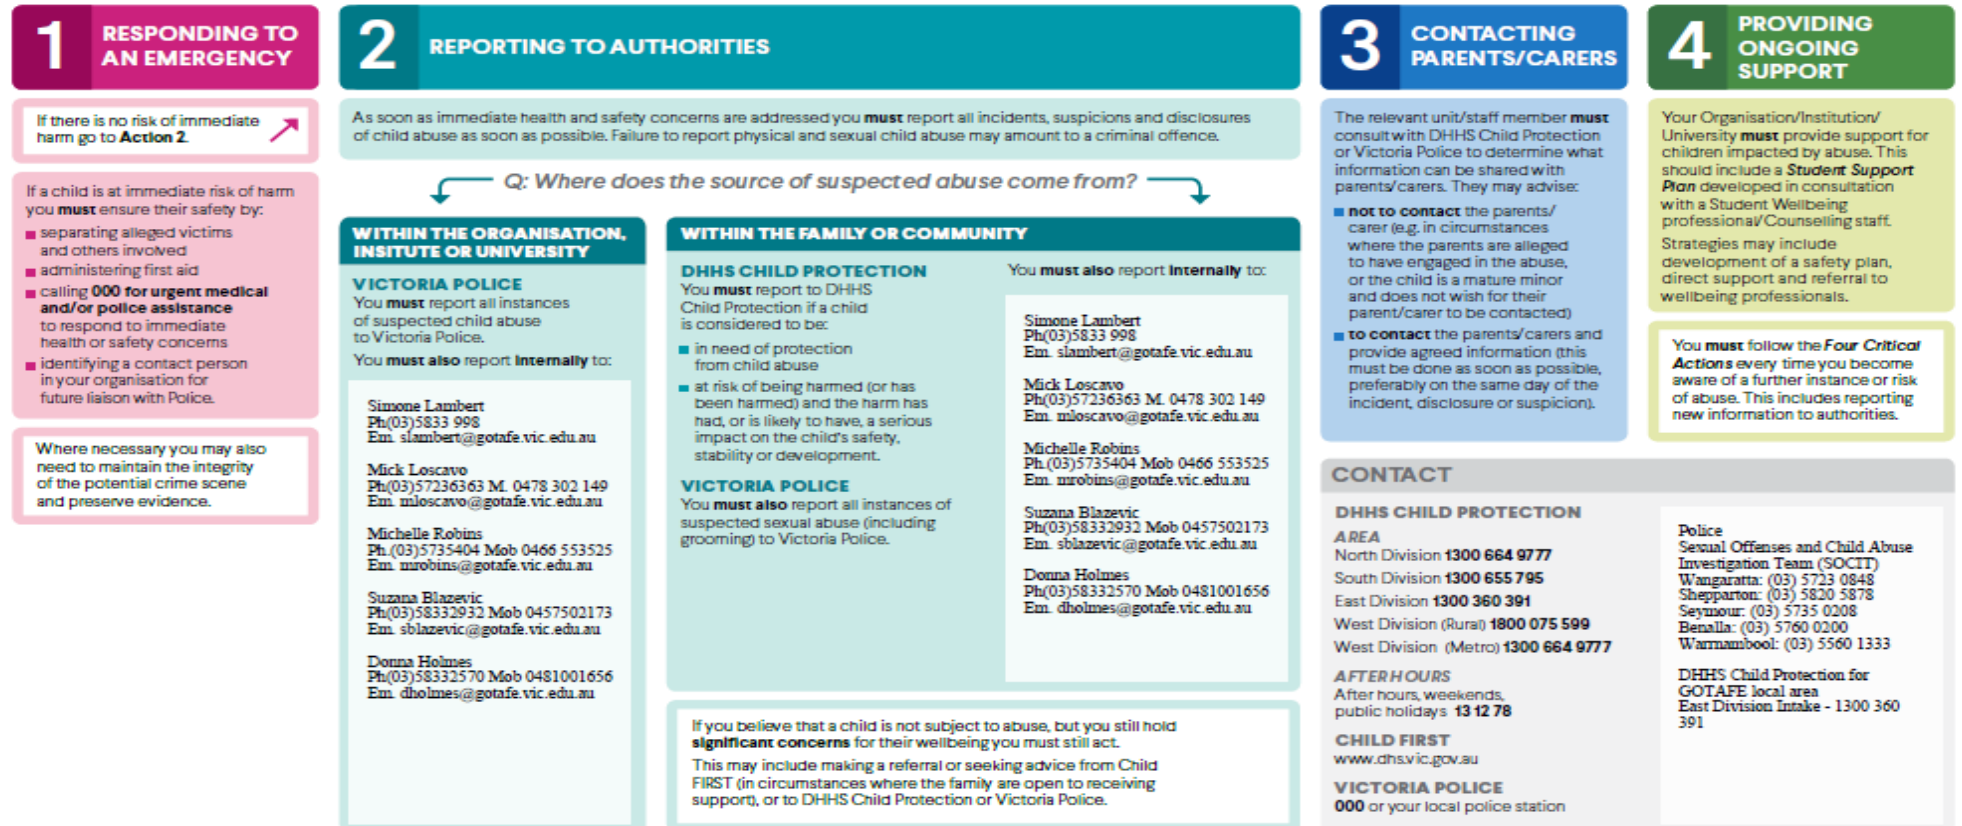 1
RESPONDING TO
AN EMERGENCY
If there is no risk of immediate
harm go to Action 2.
If a child is at immediate risk of harm
you must ensure their safety by:
separating alleged victims
and others involved
administering first aid
calling 000 for urgent medical
and/or police assistance
to respond to immediate
health or safety concerns
identifying a contact person
in your organisation for
future liaison with Police.
Where necessary you may also
need to maintain the integrity
of the potential crime scene
and preserve evidence.
2
REPORTING TO AUTHORITIES
As soon as immediate health and safety concerns are addressed you must report all incidents, suspicions and disclosures
of child abuse as soon as possible. Failure to report physical and sexual child abuse may amount to a criminal offence.
Q: Where does the source of suspected abuse come from?
WITHIN THE ORGANISATION,
INSITUTE OR UNIVERSITY
VICTORIA POLICE
You must report all instances
of suspected child abuse
to Victoria Police.
You must also report internally to:
Simone Lambert
Ph(03)5833 998
Em. slambert@gotafe.vic.edu.au
Mick Loscavo
Ph(03)57236363 M. 0478 302 149
Em. mloscavo@gotafe.vic.edu.au
Michelle Robins
Ph.(03)5735404 Mob 0466 553525
Em. mrobins@gotafe.vic.edu.au
Suzana Blazevic
Ph(03)58332932 Mob 0457502173
Em. sblazevic@gotafe.vic.edu.au
Donna Holmes
Ph(03)58332570 Mob 0481001656
Em. dholmes@gotafe.vic.edu.au
WITHIN THE FAMILY OR COMMUNITY
DHHS CHILD PROTECTION
You must report to DHHS
Child Protection if a child
is considered to be:
in need of protection
from child abuse
at risk of being harmed (or has
been harmed) and the harm has
had, or is likely to have, a serious
impact on the child's safety,
stability or development.
VICTORIA POLICE
You must also report all instances of
suspected sexual abuse (including
grooming) to Victoria Police.
You must also report internally to:
Simone Lambert
Ph(03)5833 998
Em. slambert@gotafe.vic.edu.au
Mick Loscavo
Ph(03)57236363 M. 0478 302 149
Em. mloscavo@gotafe.vic.edu.au
Michelle Robins
Ph.(03)5735404 Mob 0466 553525
Em. mrobins@gotafe.vic.edu.au
Suzana Blazevic
Ph(03)58332932 Mob 0457502173
Em. sblazevic@gotafe.vic.edu.au
Donna Holmes
Ph(03)58332570 Mob 0481001656
Em. dholmes@gotafe.vic.edu.au
If you believe that a child is not subject to abuse, but you still hold
significant concerns for their wellbeing you must still act.
This may include making a referral or seeking advice from Child
FIRST (in circumstances where the family are open to receiving
support), or to DHHS Child Protection or Victoria Police.
3
CONTACTING
PARENTS/CARERS
The relevant unit/staff member must
consult with DHHS Child Protection
or Victoria Police to determine what
information can be shared with
parents/carers. They may advise:
not to contact the parents/
carer (e.g. in circumstances
where the parents are alleged
to have engaged in the abuse,
or the child is a mature minor
and does not wish for their
parent/carer to be contacted)
to contact the parents/carers and
provide agreed information (this
must be done as soon as possible,
preferably on the same day of the
incident, disclosure or suspicion).
4
PROVIDING
ONGOING
SUPPORT
Your Organisation/Institution/
University must provide support for
children impacted by abuse. This
should include a Student Support
Plan developed in consultation
with a Student Wellbeing
professional/Counselling staff.
Strategies may include
development of a safety plan,
direct support and referral to
wellbeing professionals.
You must follow the Four Critical
Actions every time you become
aware of a further instance or risk
of abuse. This includes reporting
new information to authorities.
CONTACT
DHHS CHILD PROTECTION
AREA
North Division 1300 664 9777
South Division 1300 655 795
East Division 1300 360 391
West Division (Rural) 1800 075 599
West Division (Metro) 1300 664 9777
AFTER HOURS
After hours, weekends,
public holidays 13 12 78
CHILD FIRST
www.dhs.vic.gov.au
VICTORIA POLICE
000 or your local police station
Police
Sexual Offenses and Child Abuse
Investigation Team (SOCIT)
Wangaratta: (03) 5723 0848
Shepparton: (03) 5820 5878
Seymour: (03) 5735 0208
Benalla: (03) 5760 0200
Warrnambool: (03) 5560 1333
DHHS Child Protection for
GOTAFE local area
East Division Intake - 1300 360
391